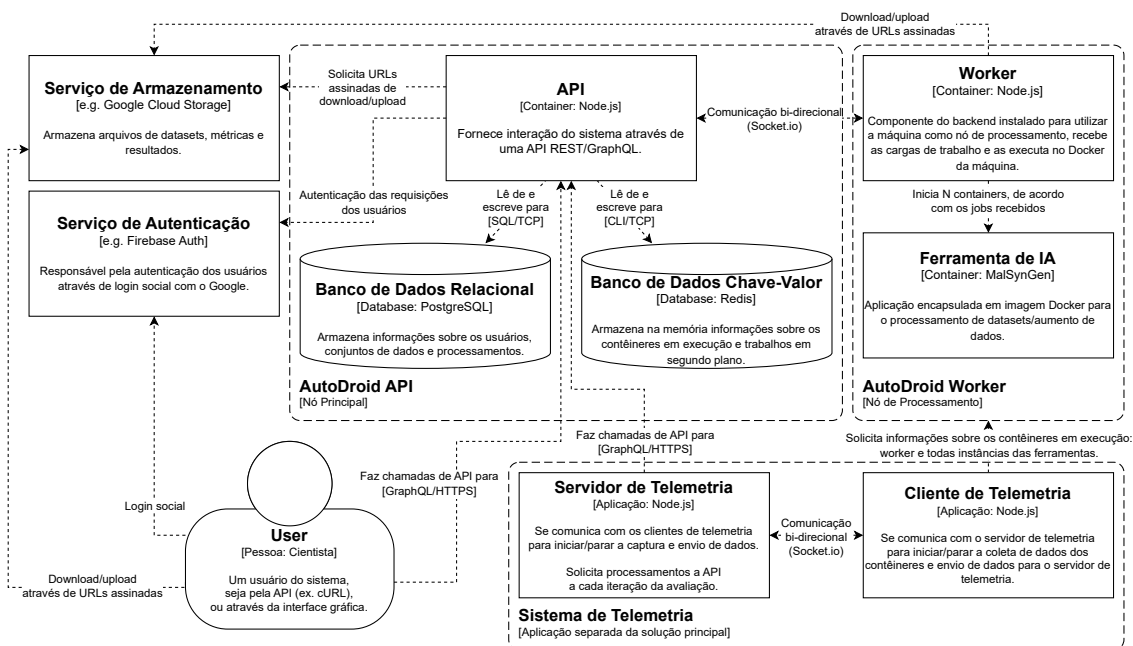 Download/upload
através de URLs assinadas
Serviço de Armazenamento
[e.g. Google Cloud Storage]
Armazena arquivos de datasets, métricas e
resultados.
Solicita URLs
assinadas de
download/upload
API
[Container: Node.js]
Fornece interação do sistema através de
uma API REST/GraphQL.
Comunicação bi-direcional
(Socket.io)
Worker
[Container: Node.js]
Componente do backend instalado para utilizar
a máquina como nó de processamento, recebe
as cargas de trabalho e as executa no Docker
da máquina.
Autenticação das requisições
dos usuários
Lê de e
escreve para
[SQL/TCP]
Lê de e
escreve para
[CLI/TCP]
Inicia N containers, de acordo
com os jobs recebidos
Serviço de Autenticação
[e.g. Firebase Auth]
Responsável pela autenticação dos usuários
através de login social com o Google.
Banco de Dados Relacional
[Database: PostgreSQL]
Armazena informações sobre os usuários,
conjuntos de dados e processamentos.
Banco de Dados Chave-Valor
[Database: Redis]
Armazena na memória informações sobre os
contêineres em execução e trabalhos em
segundo plano.
Ferramenta de IA
[Container: MalSynGen]
Aplicação encapsulada em imagem Docker para
o processamento de datasets/aumento de
dados.
AutoDroid API
[Nó Principal]
AutoDroid Worker
[Nó de Processamento]
Faz chamadas de API para
[GraphQL/HTTPS]
Solicita informações sobre os contêineres em execução:
worker e todas instâncias das ferramentas.
Faz chamadas de API para
[GraphQL/HTTPS]
Login social
User
[Pessoa: Cientista]
Um usuário do sistema,
seja pela API (ex. cURL),
ou através da interface gráfica.
Download/upload
através de URLs assinadas
Servidor de Telemetria
[Aplicação: Node.js]
Se comunica com os clientes de telemetria
para iniciar/parar a captura e envio de dados.
Solicita processamentos a API
a cada iteração da avaliação.
Comunicação
bi-direcional
(Socket.io)
Cliente de Telemetria
[Aplicação: Node.js]
Se comunica com o servidor de telemetria
para iniciar/parar a coleta de dados dos
contêineres e envio de dados para o servidor de
telemetria.
Sistema de Telemetria
[Aplicação separada da solução principal]